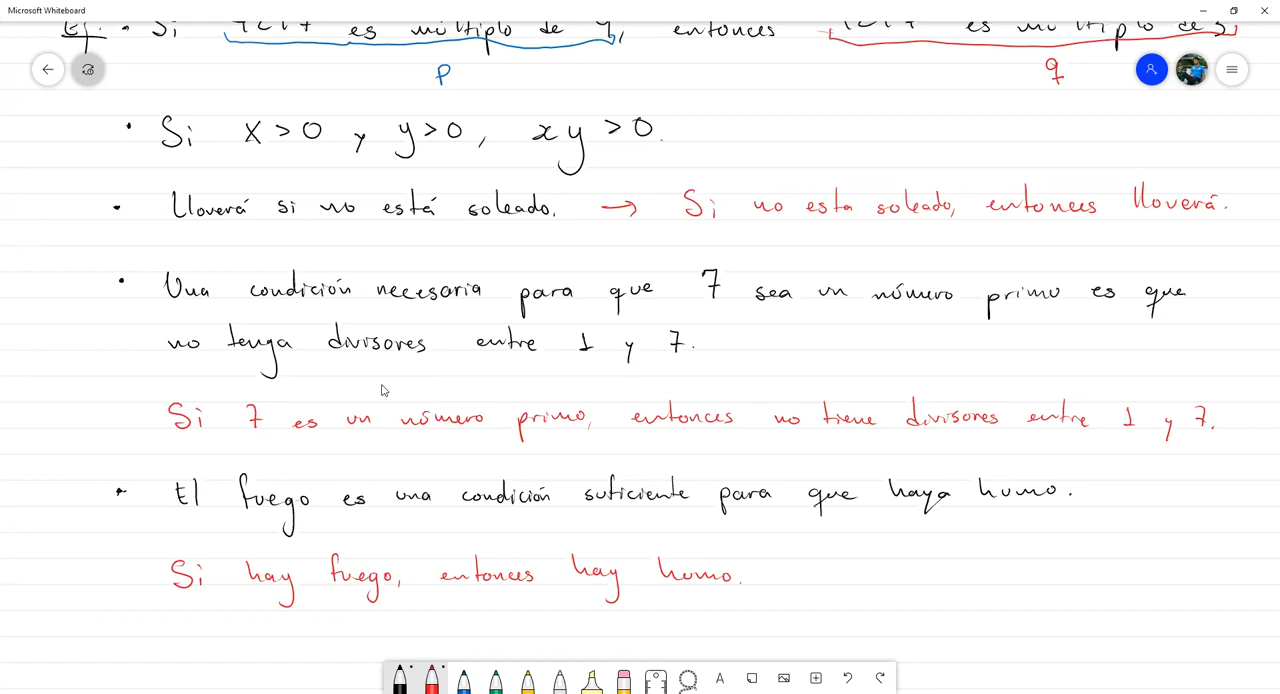 Microsoft Whiteboard
Ej: • Si es múltiplo de 9, entonces es múltiplo de 3
p q
• Si x > 0 y y > 0, xy > 0.
• Lloverá si no está soleado. → Si no esta soleado, entonces lloverá.
• Una condición necesaria para que 7 sea un número primo es que
no tenga divisores entre 1 y 7.
Si 7 es un número primo, entonces no tiene divisores entre 1 y 7.
• El fuego es una condición suficiente para que haya humo.
Si hay fuego, entonces hay humo.
A